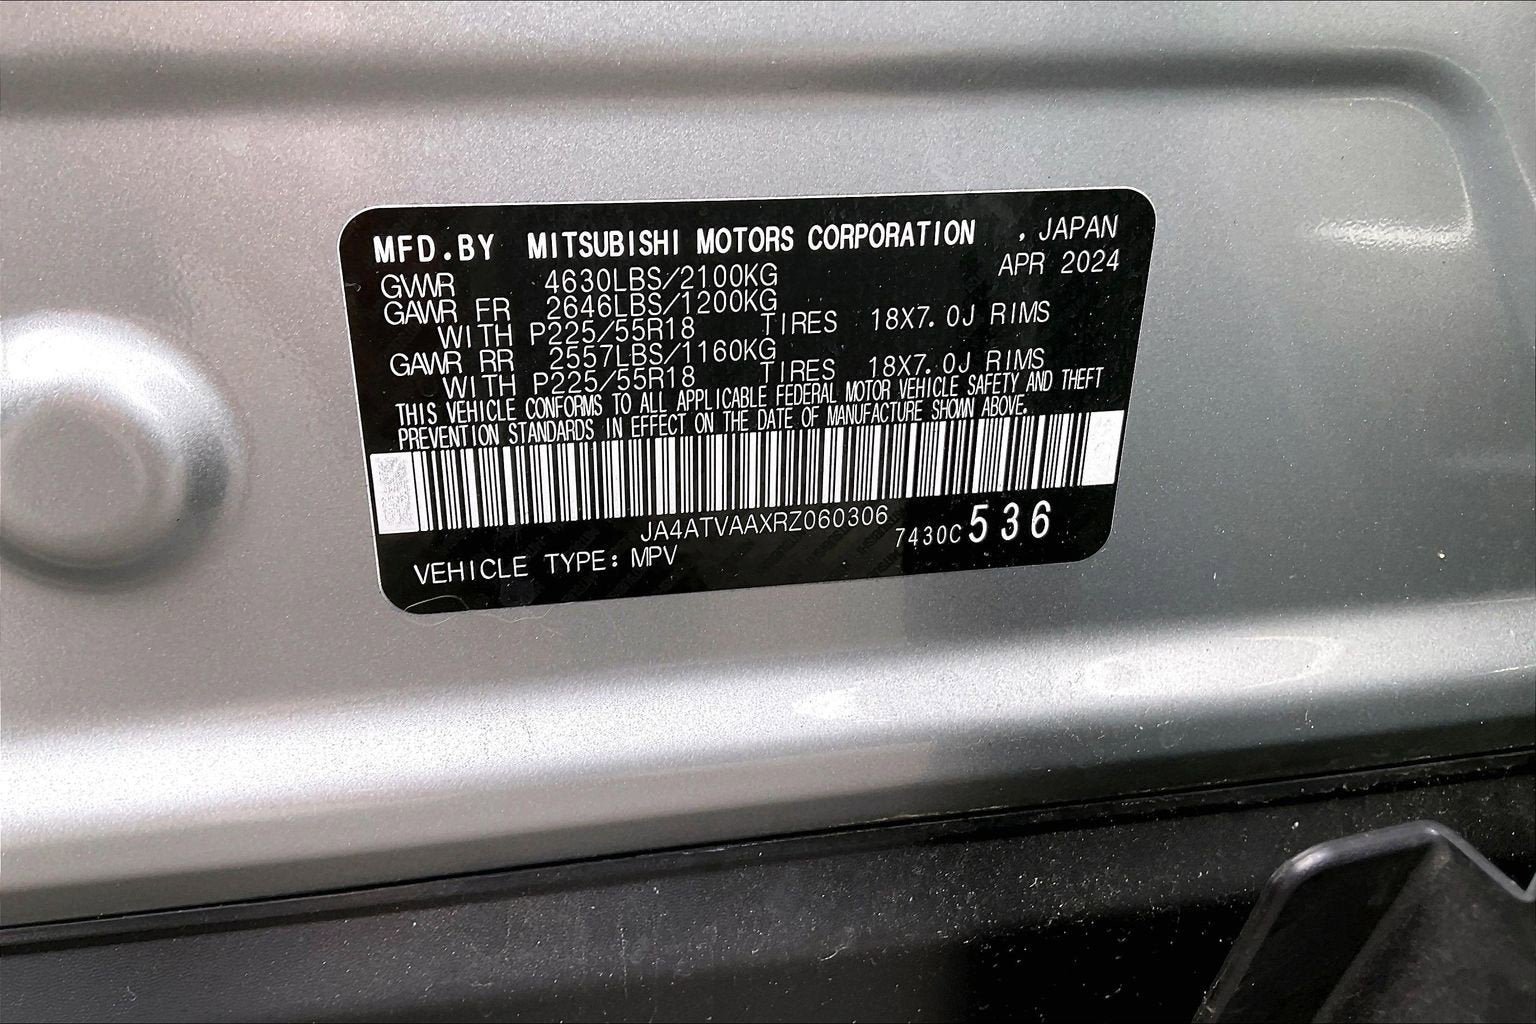 MFD.BY MITSUBISHI MOTORS CORPORATION , JAPAN
APR 2024
GVWR 4630LBS/2100KG
GAWR FR 2646LBS/1200KG
WITH P225/55R18 TIRES 18X7.0J RIMS
GAWR RR 2557LBS/1160KG
WITH P225/55R18 TIRES 18X7.0J RIMS
THIS VEHICLE CONFORMS TO ALL APPLICABLE FEDERAL MOTOR VEHICLE SAFETY AND THEFT
PREVENTION STANDARDS IN EFFECT ON THE DATE OF MANUFACTURE SHOWN ABOVE.
JA4ATVAAXRZ060306 7430C536
VEHICLE TYPE: MPV